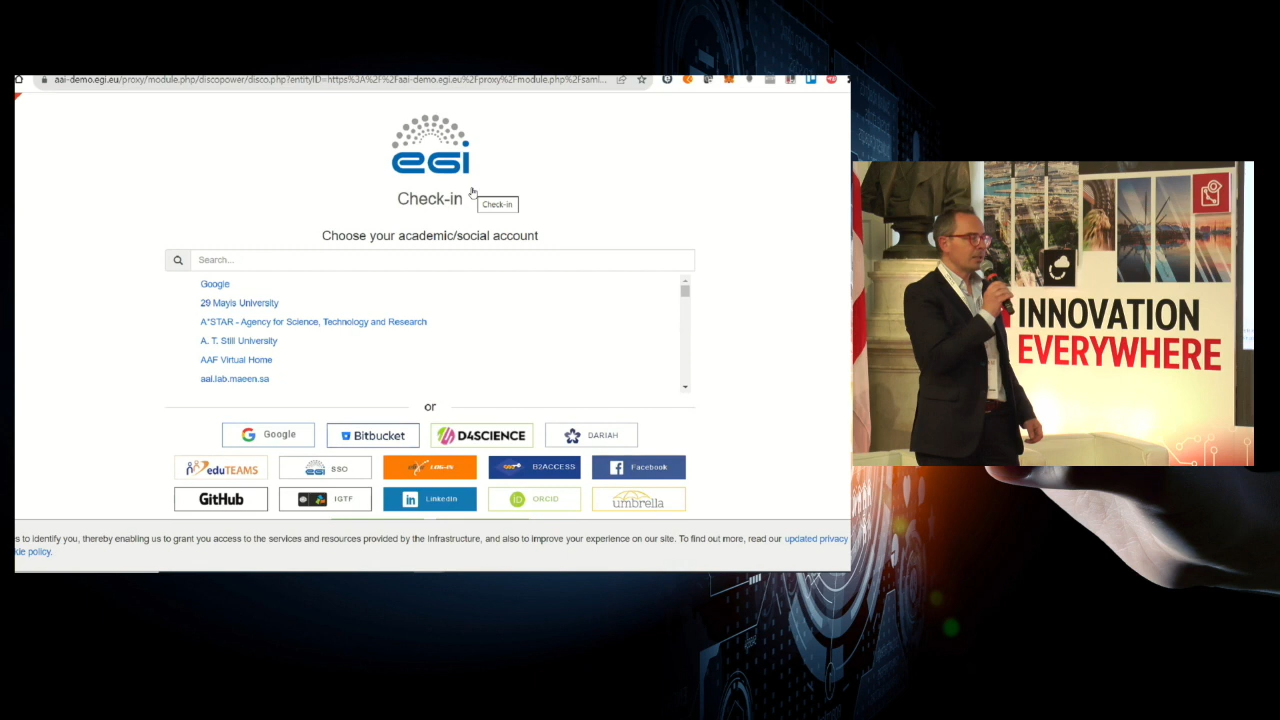 aai-demo.egi.eu/proxy/module.php/discopower/disco.php?entityID=https%3A%2F%2Faai-demo.egi.eu%2Fproxy%2Fmodule.php%2Fsaml...
egi
Check-in
Check-in
Choose your academic/social account
Search...
Google
29 Mayis University
A*STAR - Agency for Science, Technology and Research
A. T. Still University
AAF Virtual Home
aai.lab.maeen.sa
or
Google
Bitbucket
D4SCIENCE
DARIAH
eduTEAMS
egi SSO
B2ACCESS
Facebook
GitHub
IGTF
LinkedIn
iD ORCID
umbrella
s to identify you, thereby enabling us to grant you access to the services and resources provided by the Infrastructure, and also to improve your experience on our site. To find out more, read our updated privacy
kie policy.
INNOVATION
EVERYWHERE